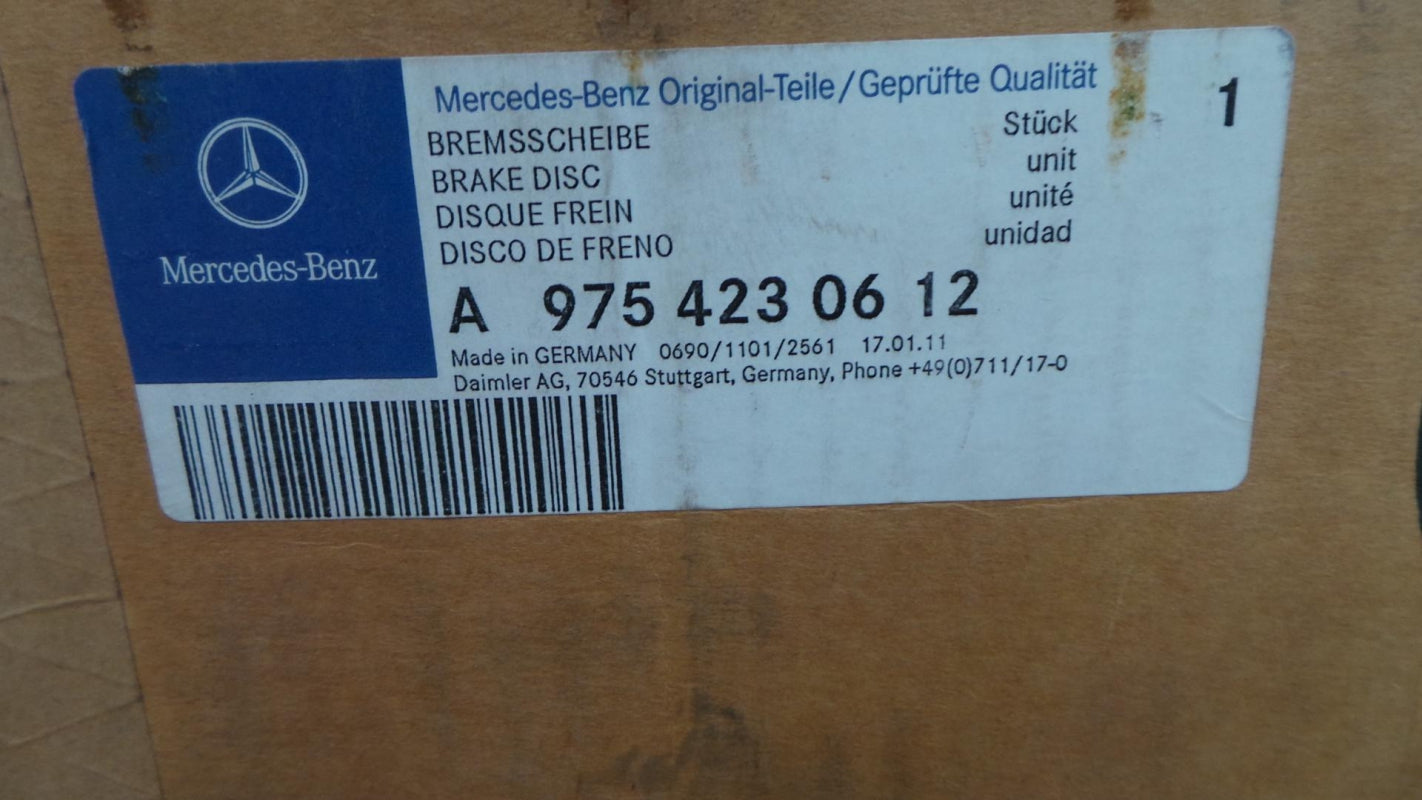 Mercedes-Benz
Mercedes-Benz Original-Teile/Geprüfte Qualität
BREMSSCHEIBE Stück 1
BRAKE DISC unit
DISQUE FREIN unité
DISCO DE FRENO unidad
A 975 423 06 12
Made in GERMANY 0690/1101/2561 17.01.11
Daimler AG, 70546 Stuttgart, Germany, Phone +49(0)711/17-0